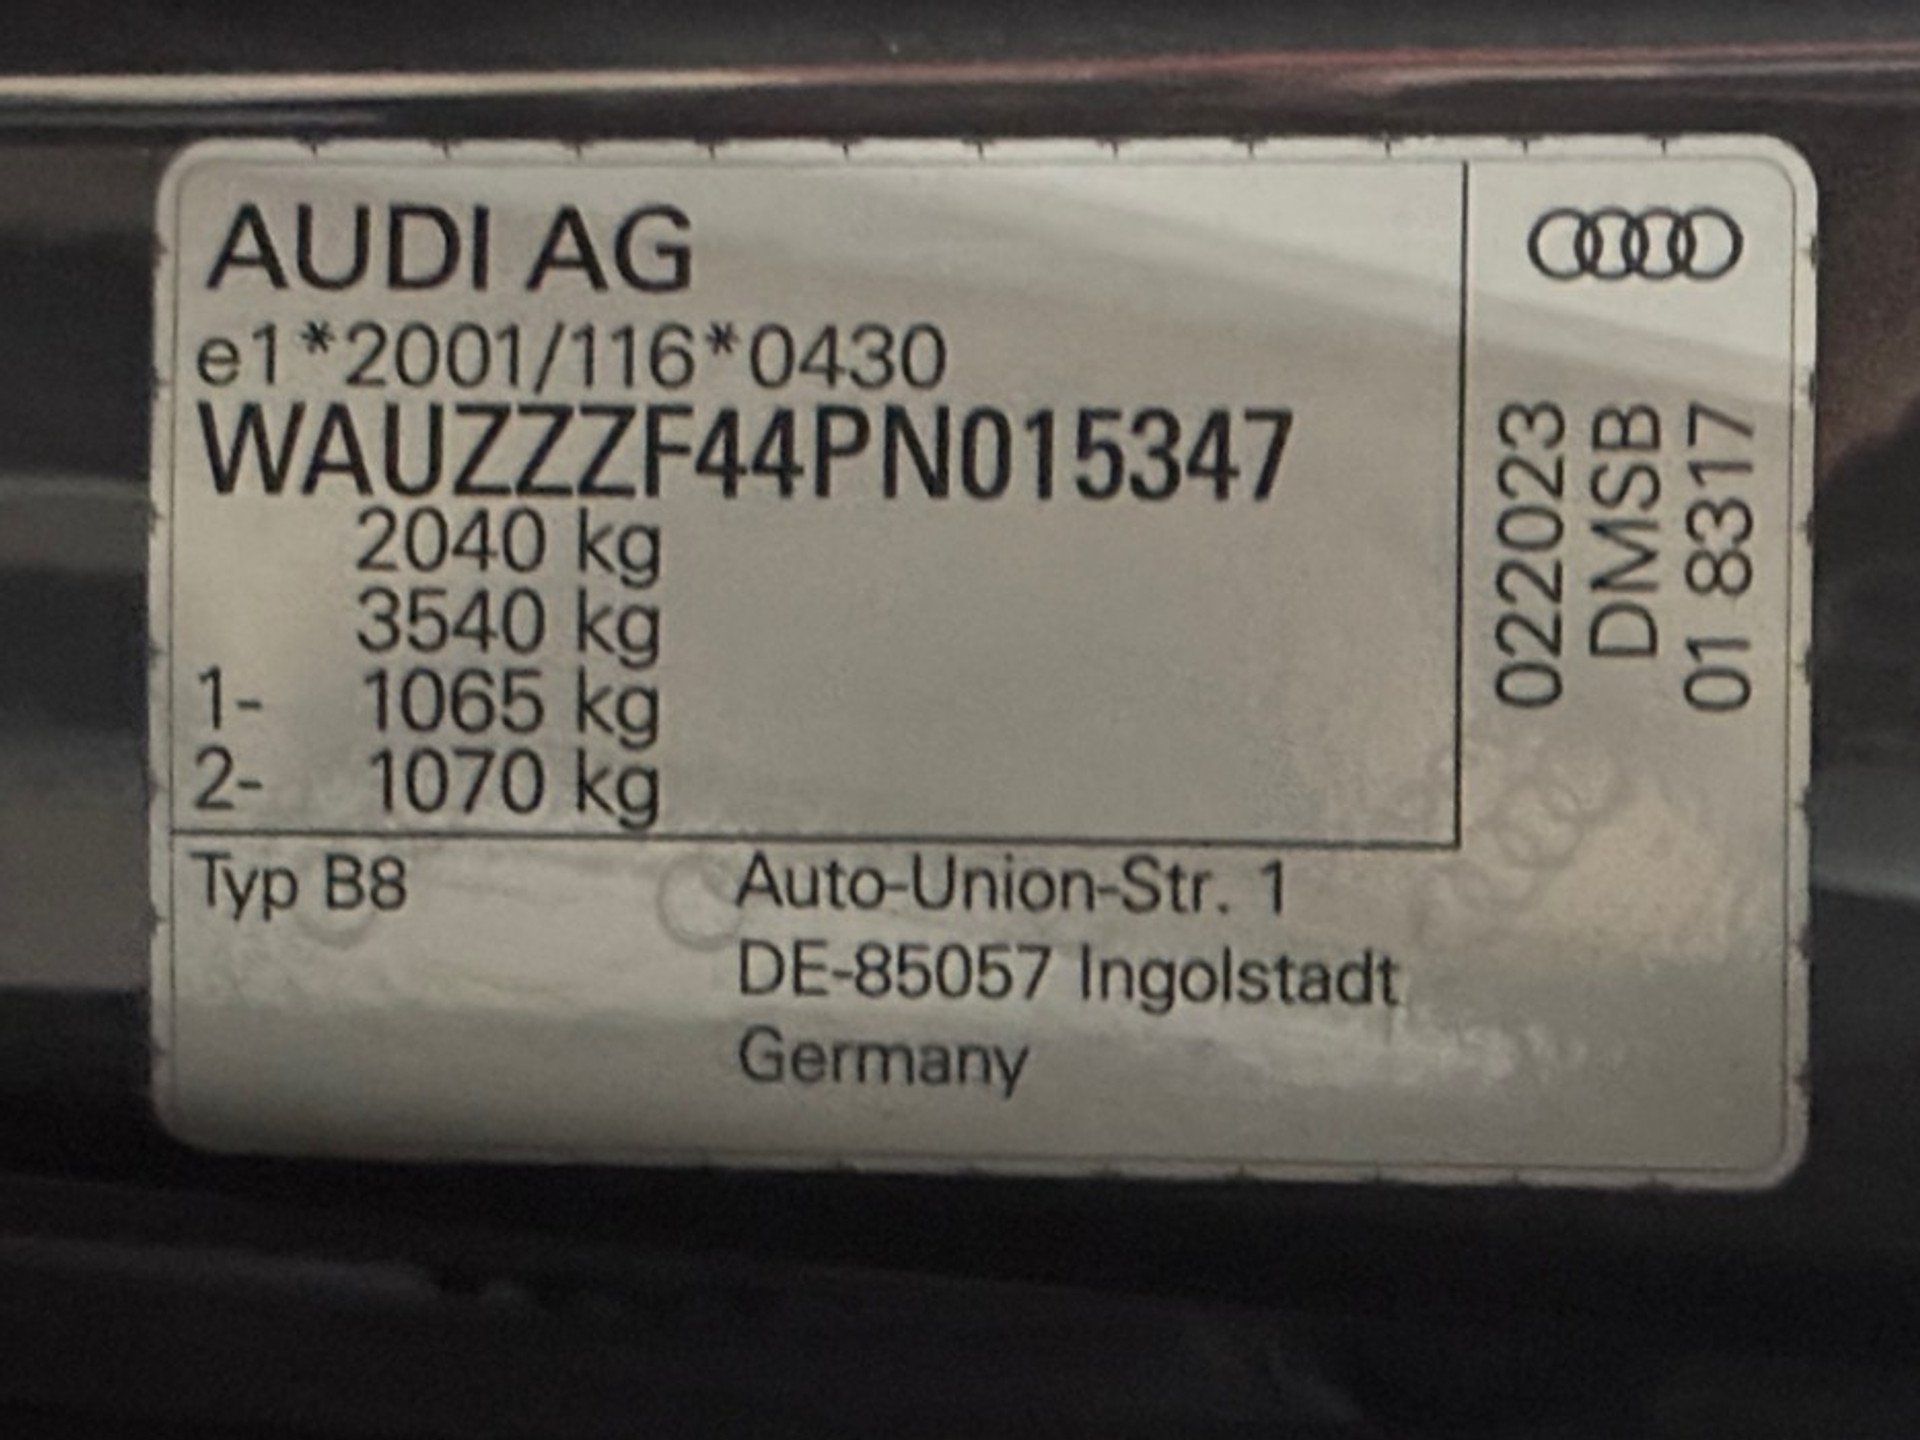 AUDI AG
e1*2001/116*0430
WAUZZZF44PN015347
2040 kg
3540 kg
1- 1065 kg
2- 1070 kg
Typ B8
Auto-Union-Str. 1
DE-85057 Ingolstadt
Germany
022023
DMSB
01 8317